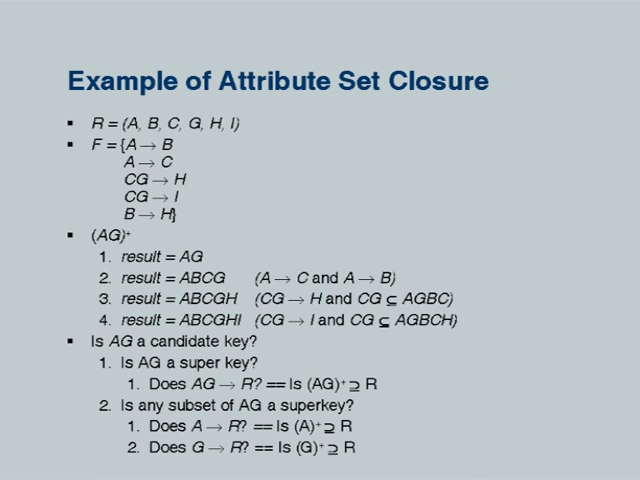 Example of Attribute Set Closure
▪ R = (A, B, C, G, H, I)
▪ F = {A → B
A → C
CG → H
CG → I
B → H}
▪ (AG)⁺
1. result = AG
2. result = ABCG (A → C and A → B)
3. result = ABCGH (CG → H and CG ⊆ AGBC)
4. result = ABCGHI (CG → I and CG ⊆ AGBCH)
▪ Is AG a candidate key?
1. Is AG a super key?
1. Does AG → R? == Is (AG)⁺ ⊇ R
2. Is any subset of AG a superkey?
1. Does A → R? == Is (A)⁺ ⊇ R
2. Does G → R? == Is (G)⁺ ⊇ R